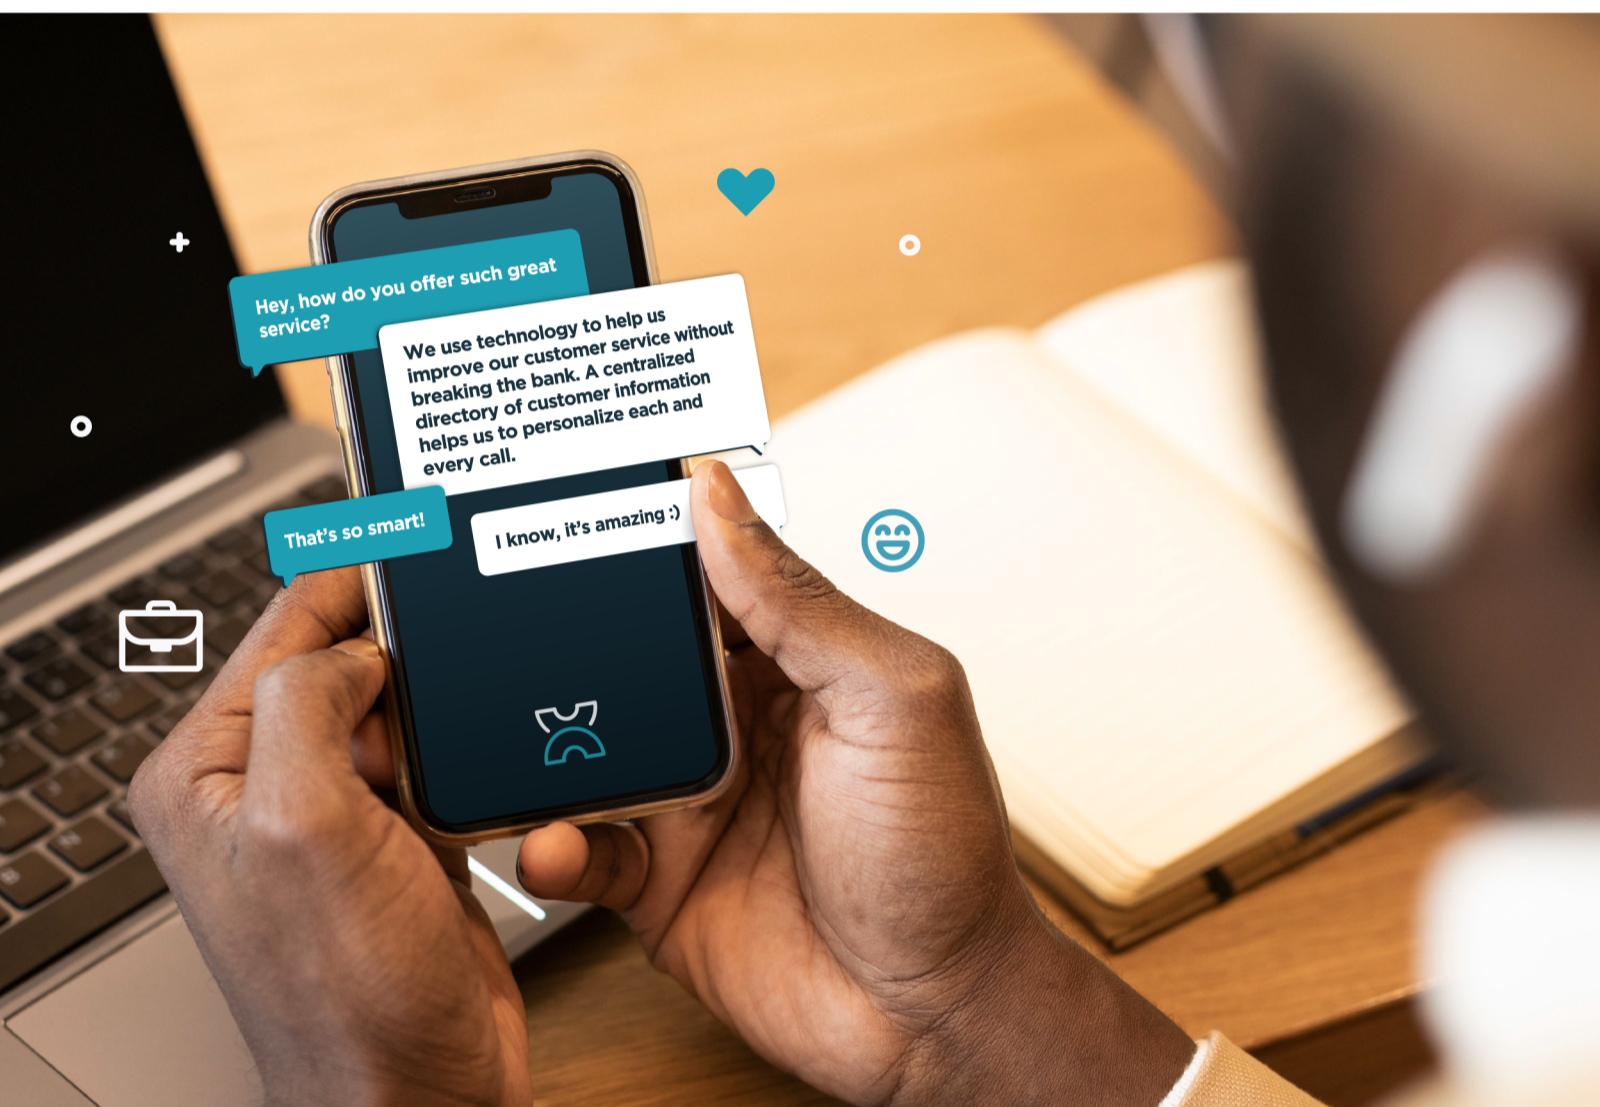 Hey, how do you offer such great
service?
We use technology to help us
improve our customer service without
breaking the bank. A centralized
directory of customer information
helps us to personalize each and
every call.
That's so smart!
I know, it's amazing :)